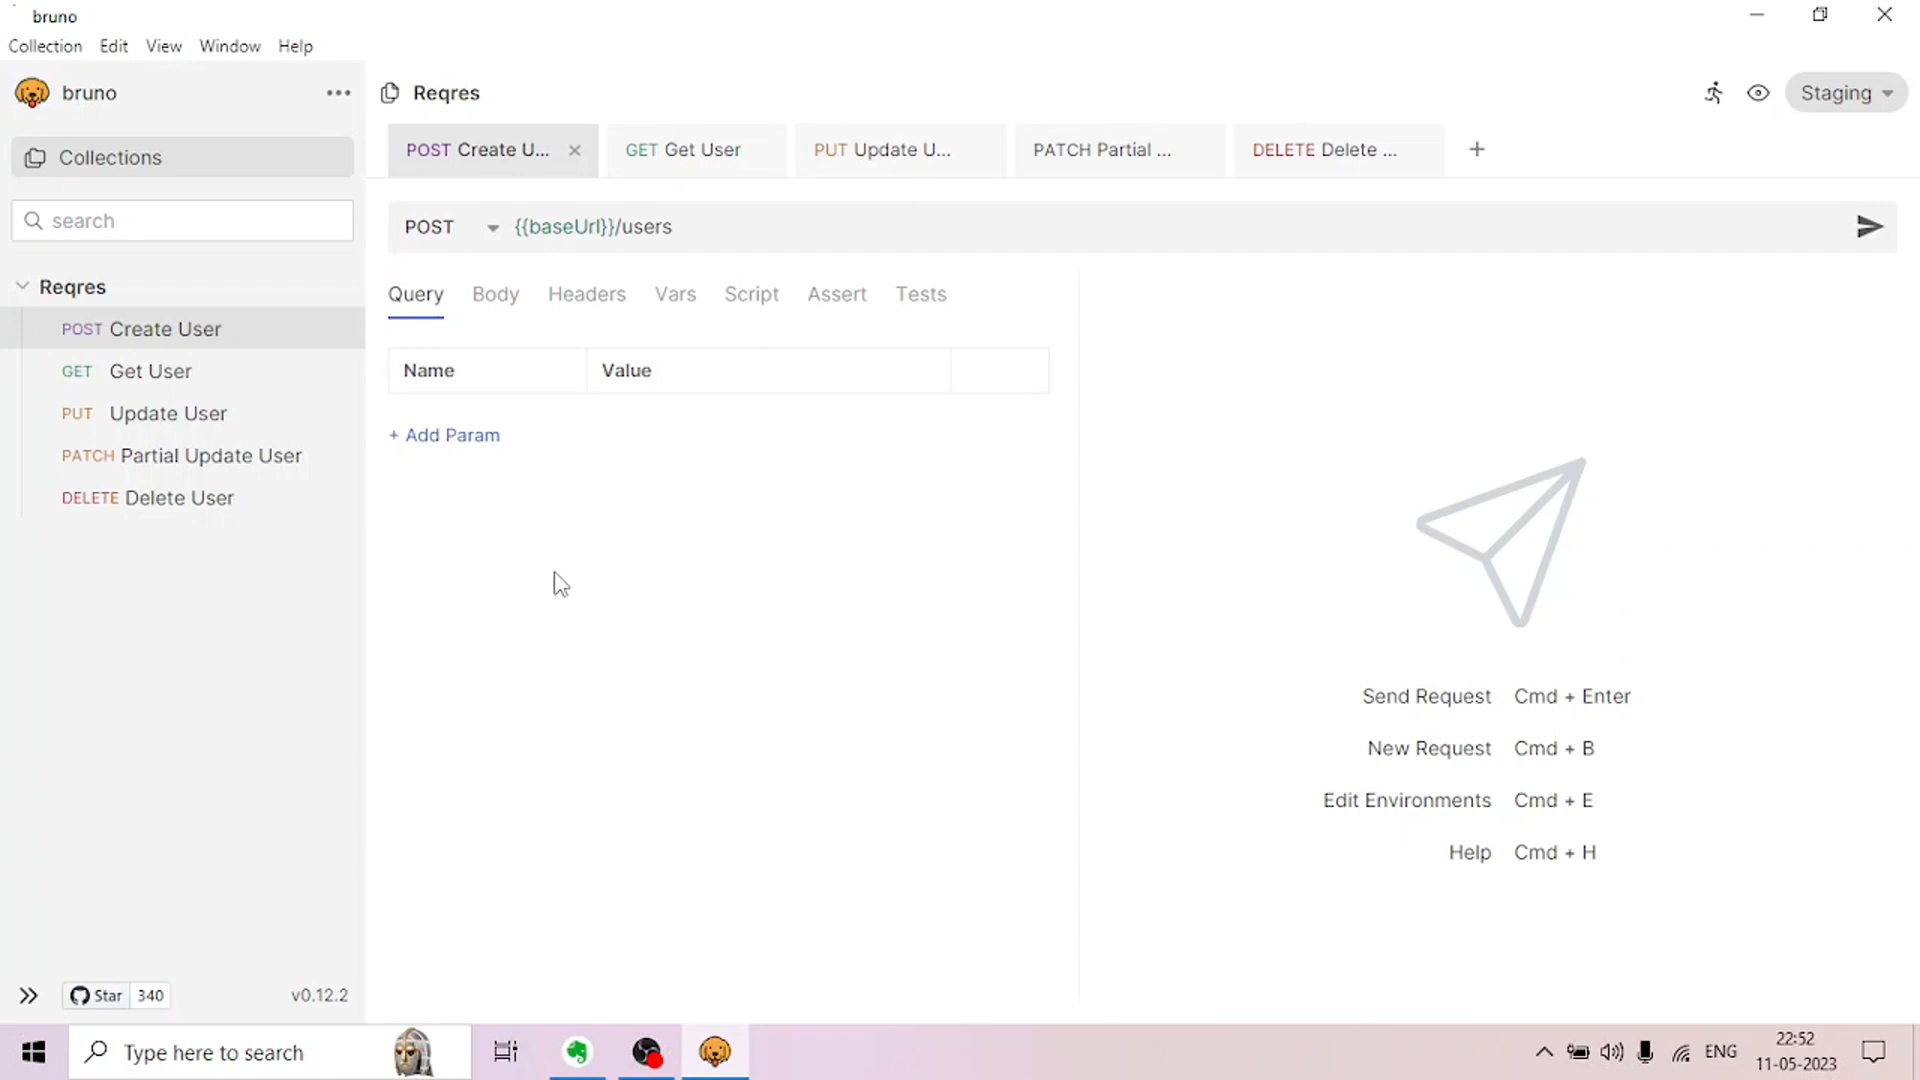 bruno
Collection Edit View Window Help
bruno
Reqres
Staging
Collections
POST Create U...
GET Get User
PUT Update U...
PATCH Partial ...
DELETE Delete ...
search
POST {{baseUrl}}/users
Reqres
Query Body Headers Vars Script Assert Tests
POST Create User
GET Get User
PUT Update User
PATCH Partial Update User
DELETE Delete User
Name Value
+ Add Param
Send Request Cmd + Enter
New Request Cmd + B
Edit Environments Cmd + E
Help Cmd + H
Star 340 v0.12.2
Type here to search
ENG
22:52
11-05-2023